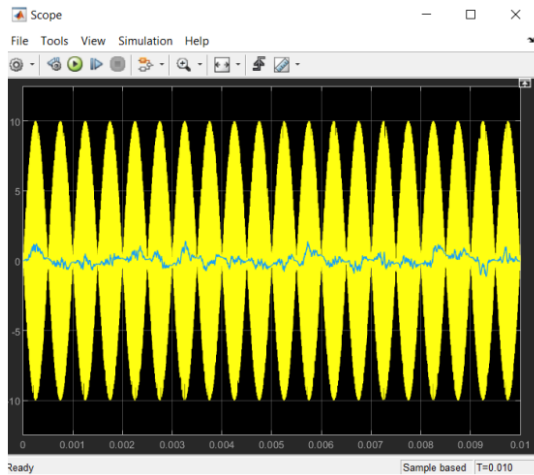 Scope
File Tools View Simulation Help
10
5
0
-5
-10
0 0.001 0.002 0.003 0.004 0.005 0.006 0.007 0.008 0.009 0.01
Ready Sample based T=0.010